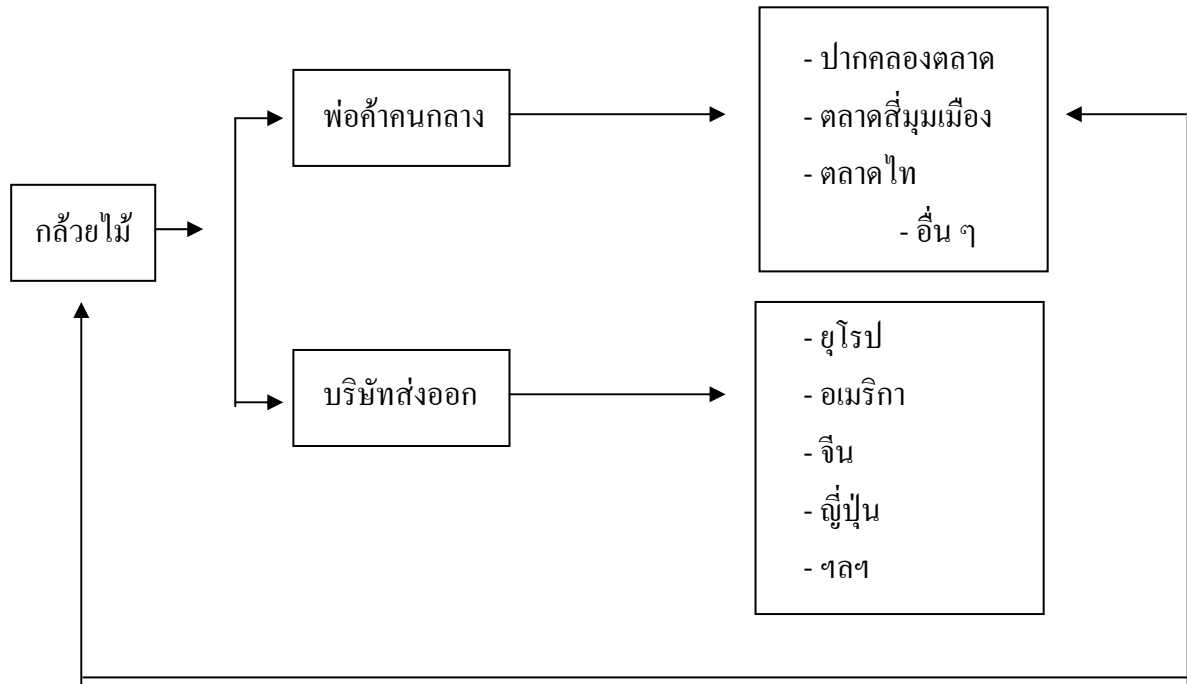 กล้วยไม้
พ่อค้าคนกลาง
- ปากคลองตลาด
- ตลาดสี่มุมเมือง
- ตลาดไท
- อื่น ๆ
บริษัทส่งออก
- ยุโรป
- อเมริกา
- จีน
- ญี่ปุ่น
- ฯลฯ